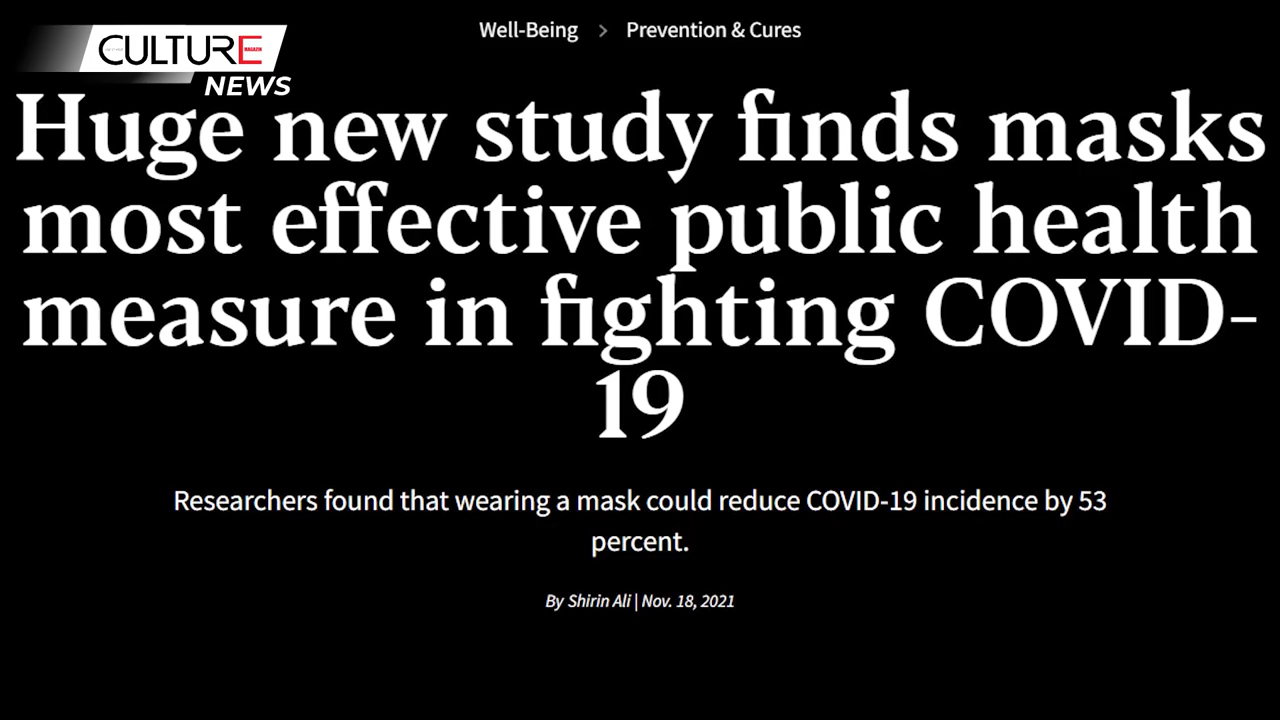 Well-Being > Prevention & Cures
CULTURE
MAGAZIN
NEWS
Huge new study finds masks
most effective public health
measure in fighting COVID-
19
Researchers found that wearing a mask could reduce COVID-19 incidence by 53
percent.
By Shirin Ali | Nov. 18, 2021